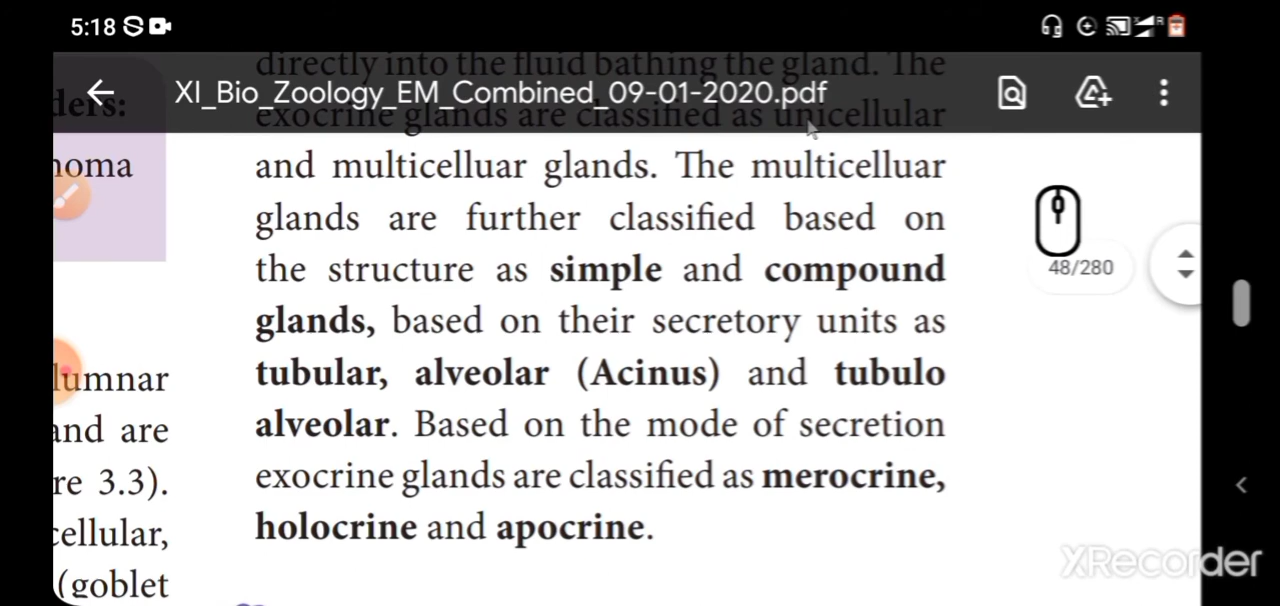 5:18
directly into the fluid bathing the gland. The
XI_Bio_Zoology_EM_Combined_09-01-2020.pdf
ders:
exocrine glands are classified as unicellular
noma
and multicelluar glands. The multicelluar
glands are further classified based on
the structure as simple and compound
48/280
glands, based on their secretory units as
lumnar
tubular, alveolar (Acinus) and tubulo
and are
alveolar. Based on the mode of secretion
re 3.3).
exocrine glands are classified as merocrine,
cellular,
holocrine and apocrine.
(goblet
XRecorder